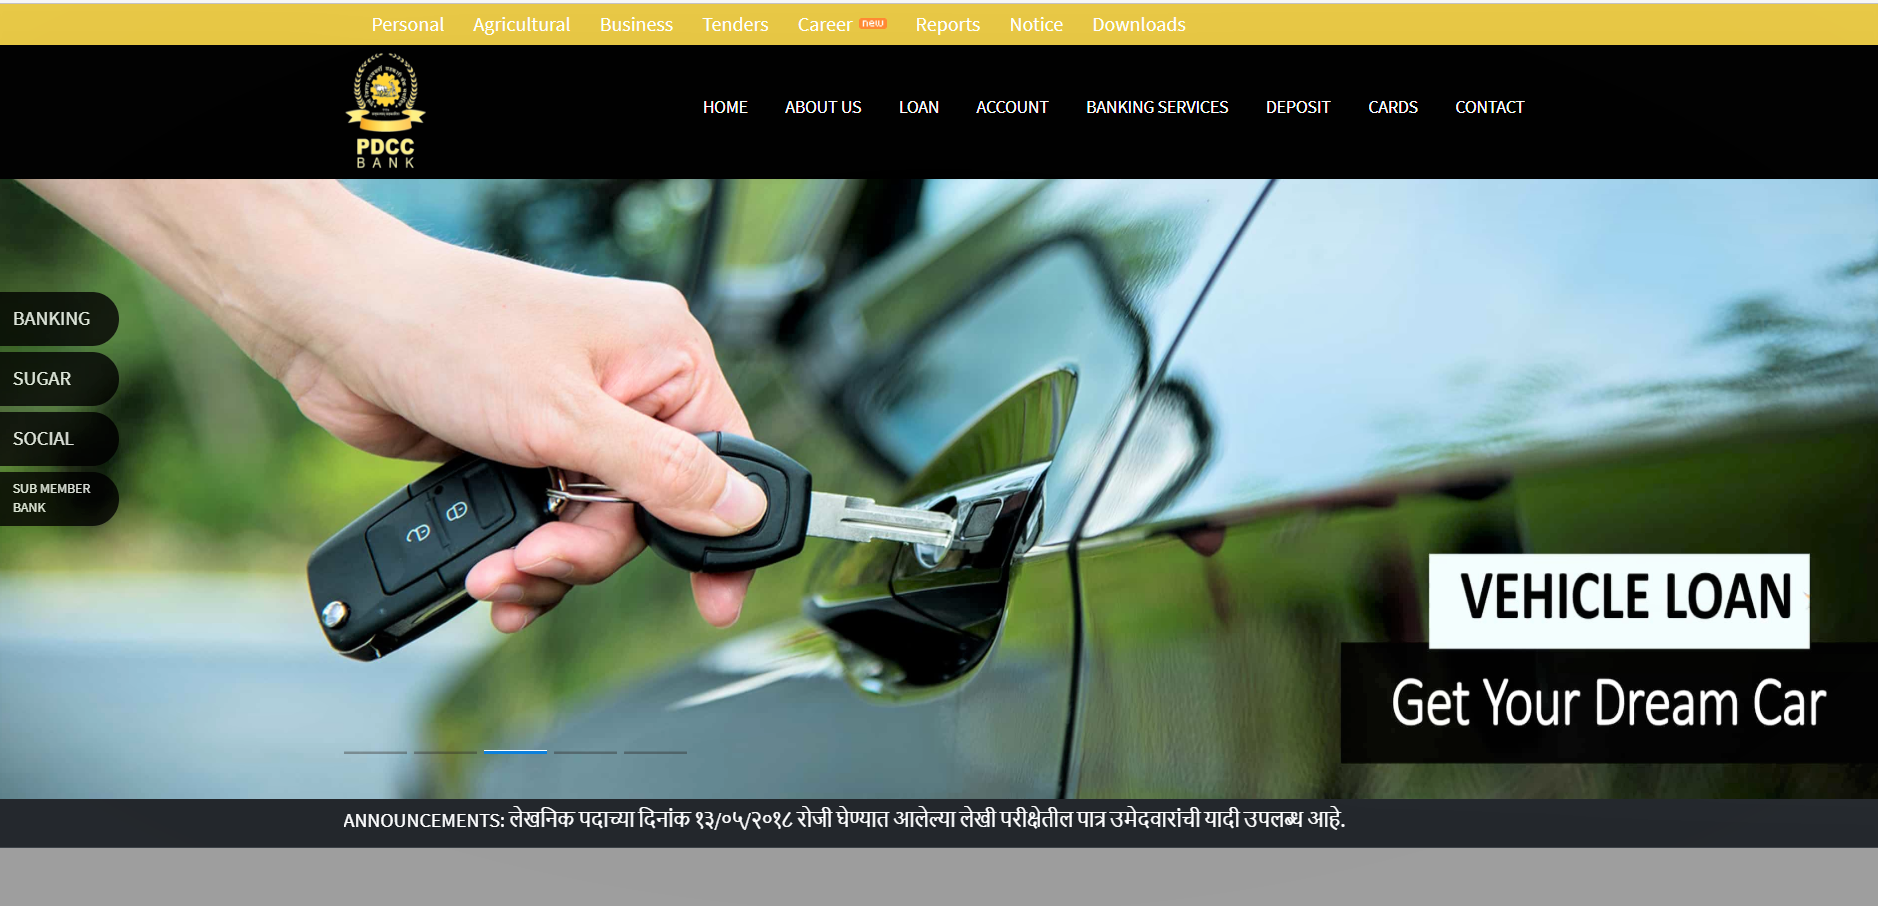 Personal Agricultural Business Tenders Career new Reports Notice Downloads
PDCC
BANK
HOME ABOUT US LOAN ACCOUNT BANKING SERVICES DEPOSIT CARDS CONTACT
BANKING
SUGAR
SOCIAL
SUB MEMBER
BANK
VEHICLE LOAN
Get Your Dream Car
ANNOUNCEMENTS: लेखनिक पदाच्या दिनांक १३/०५/२०१८ रोजी घेण्यात आलेल्या लेखी परीक्षेतील पात्र उमेदवारांची यादी उपलब्ध आहे.